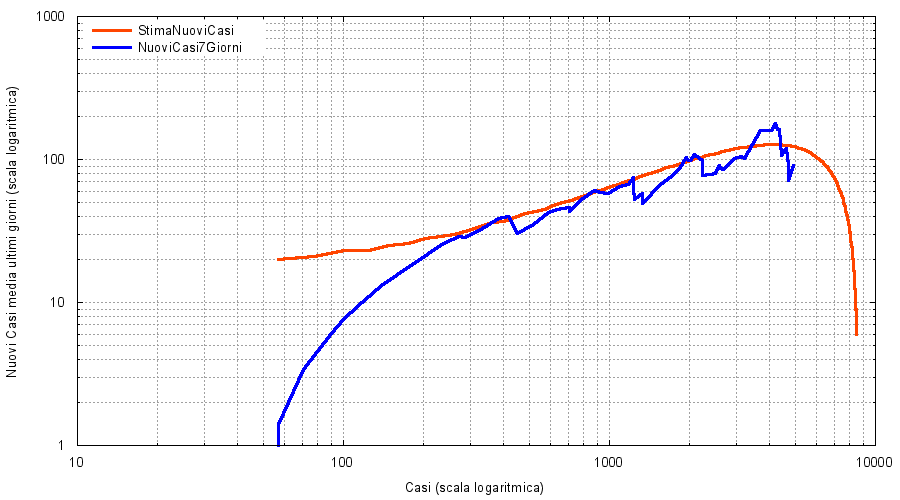 1000
StimaNuoviCasi
NuoviCasi7Giorni
100
10
1
10
100
1000
10000
Nuovi Casi media ultimi giorni (scala logaritmica)
Casi (scala logaritmica)